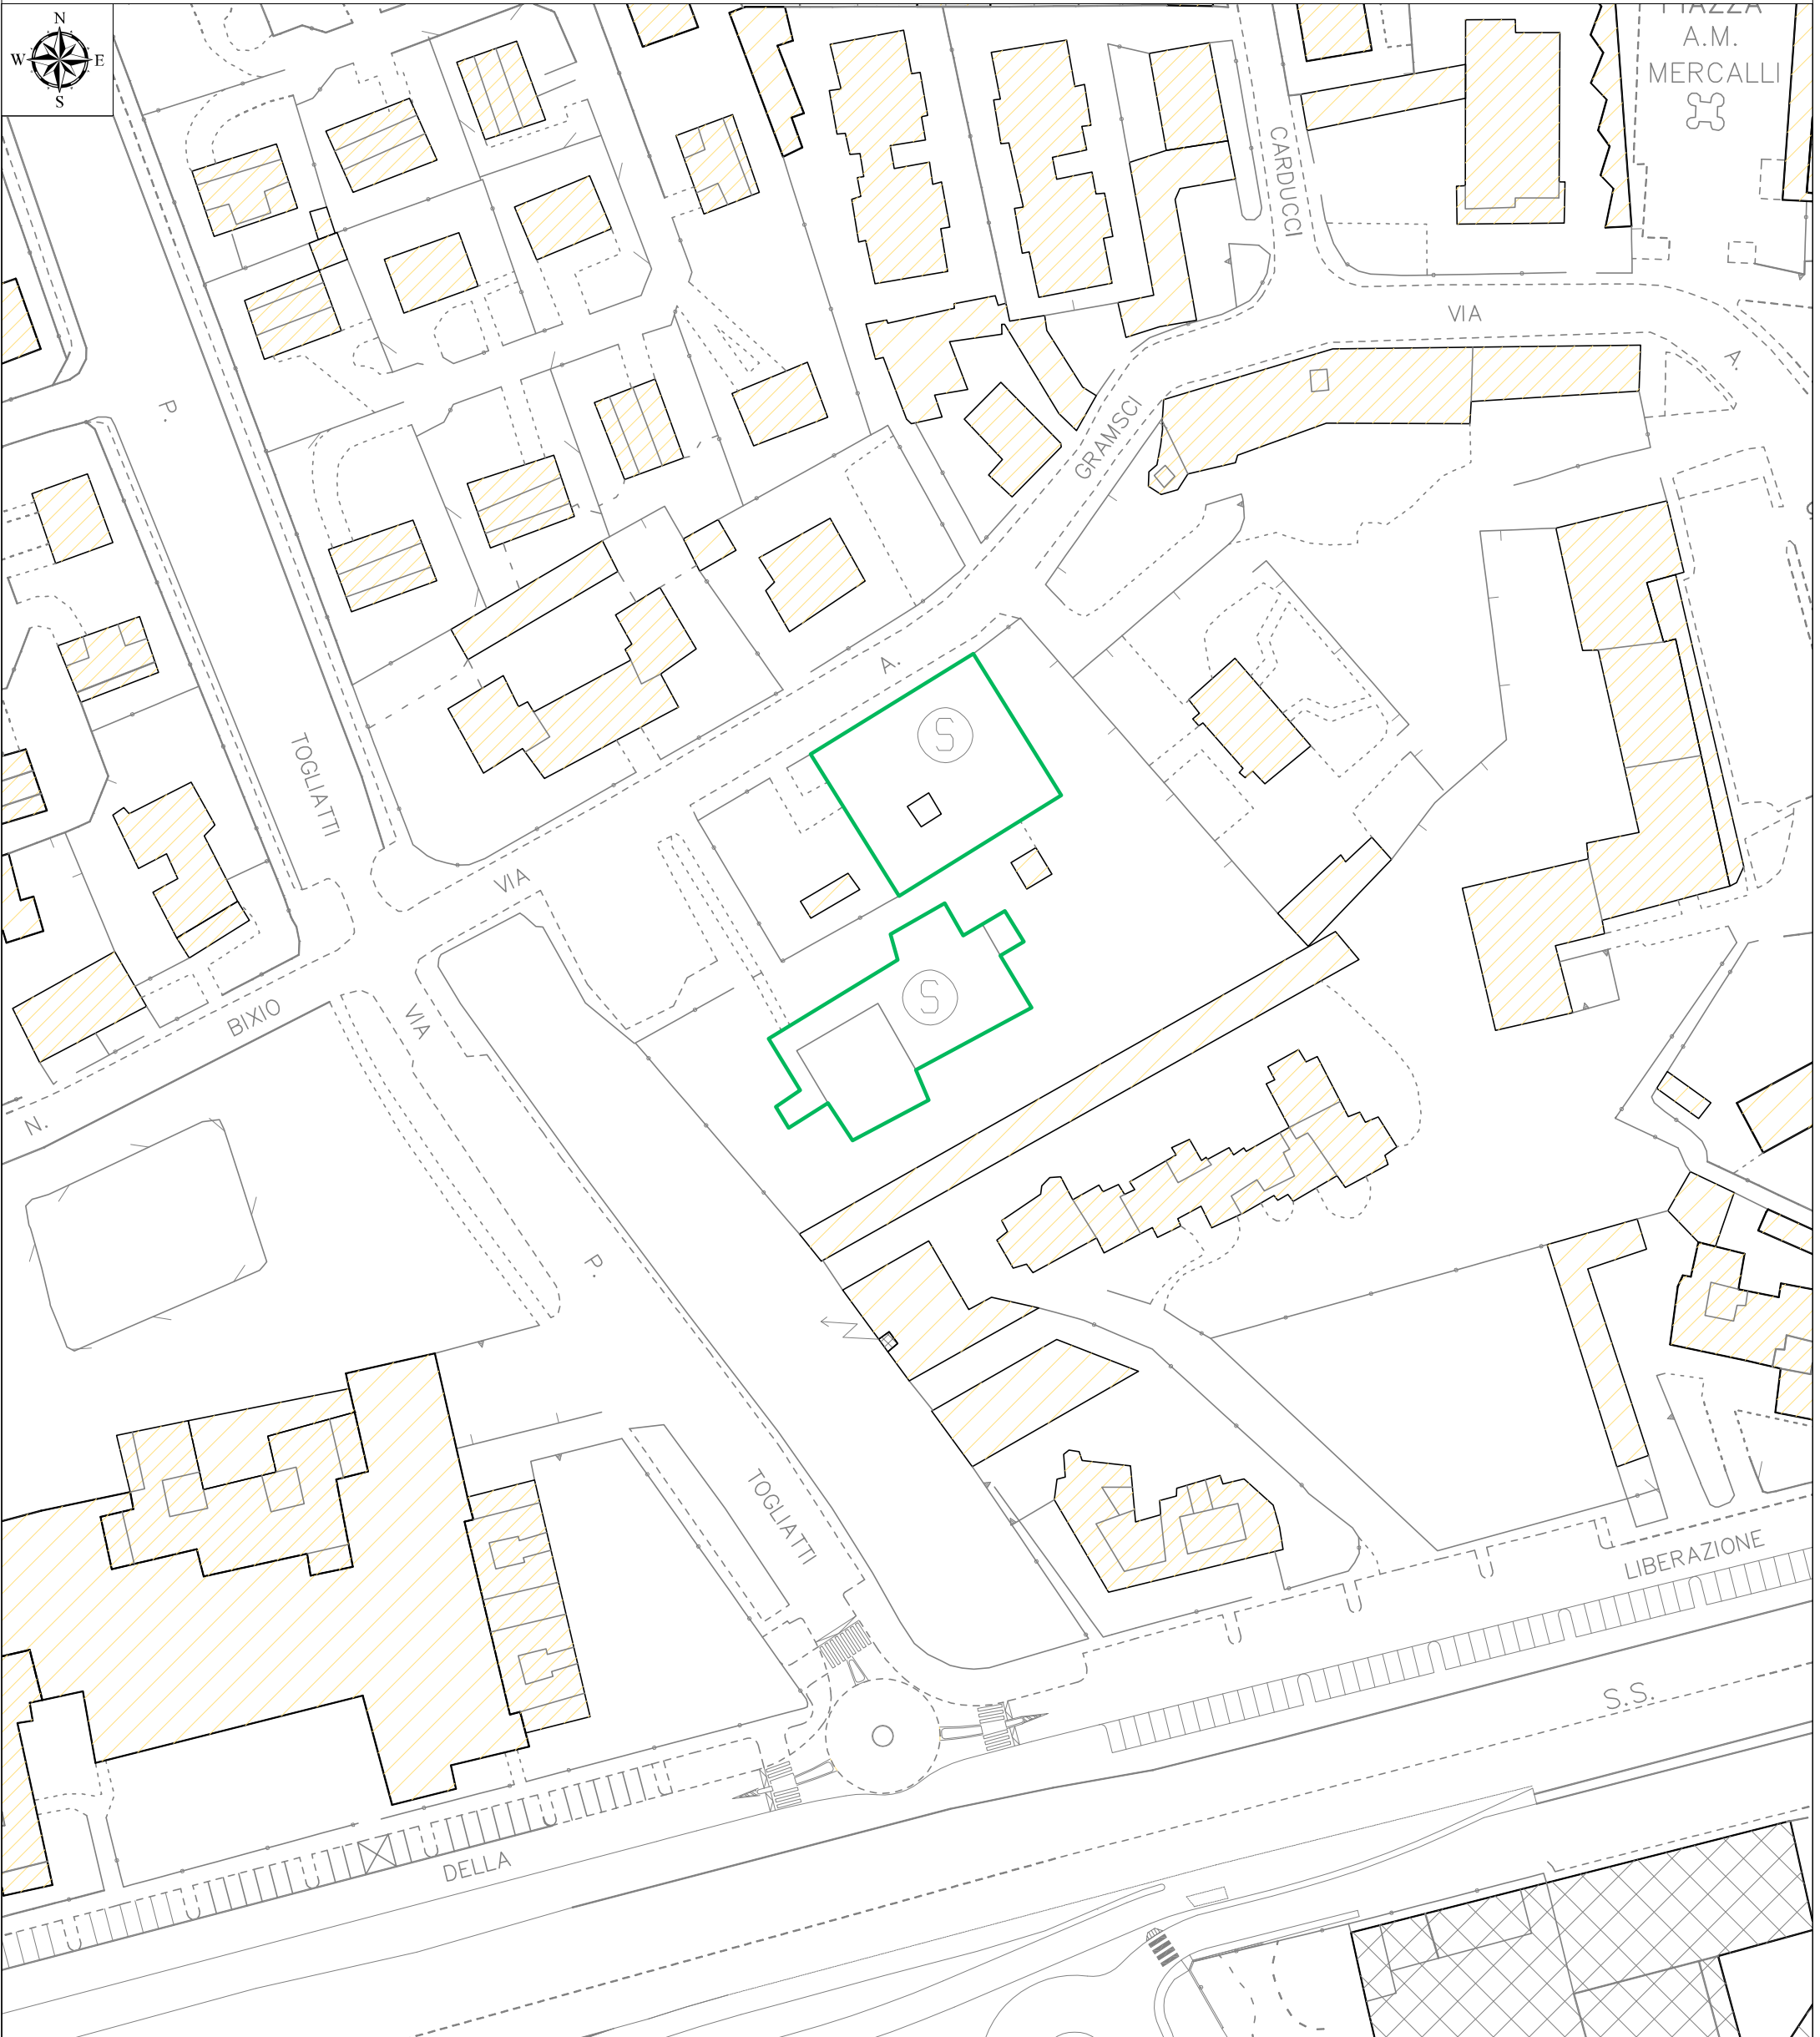 N
W E
S
PIAZZA
A.M.
MERCALLI
CARDUCCI
VIA
A.
P.
GRAMSCI
A.
S
TOGLIATTI
VIA
S
BIXIO
VIA
N.
P.
TOGLIATTI
LIBERAZIONE
S.S.
DELLA